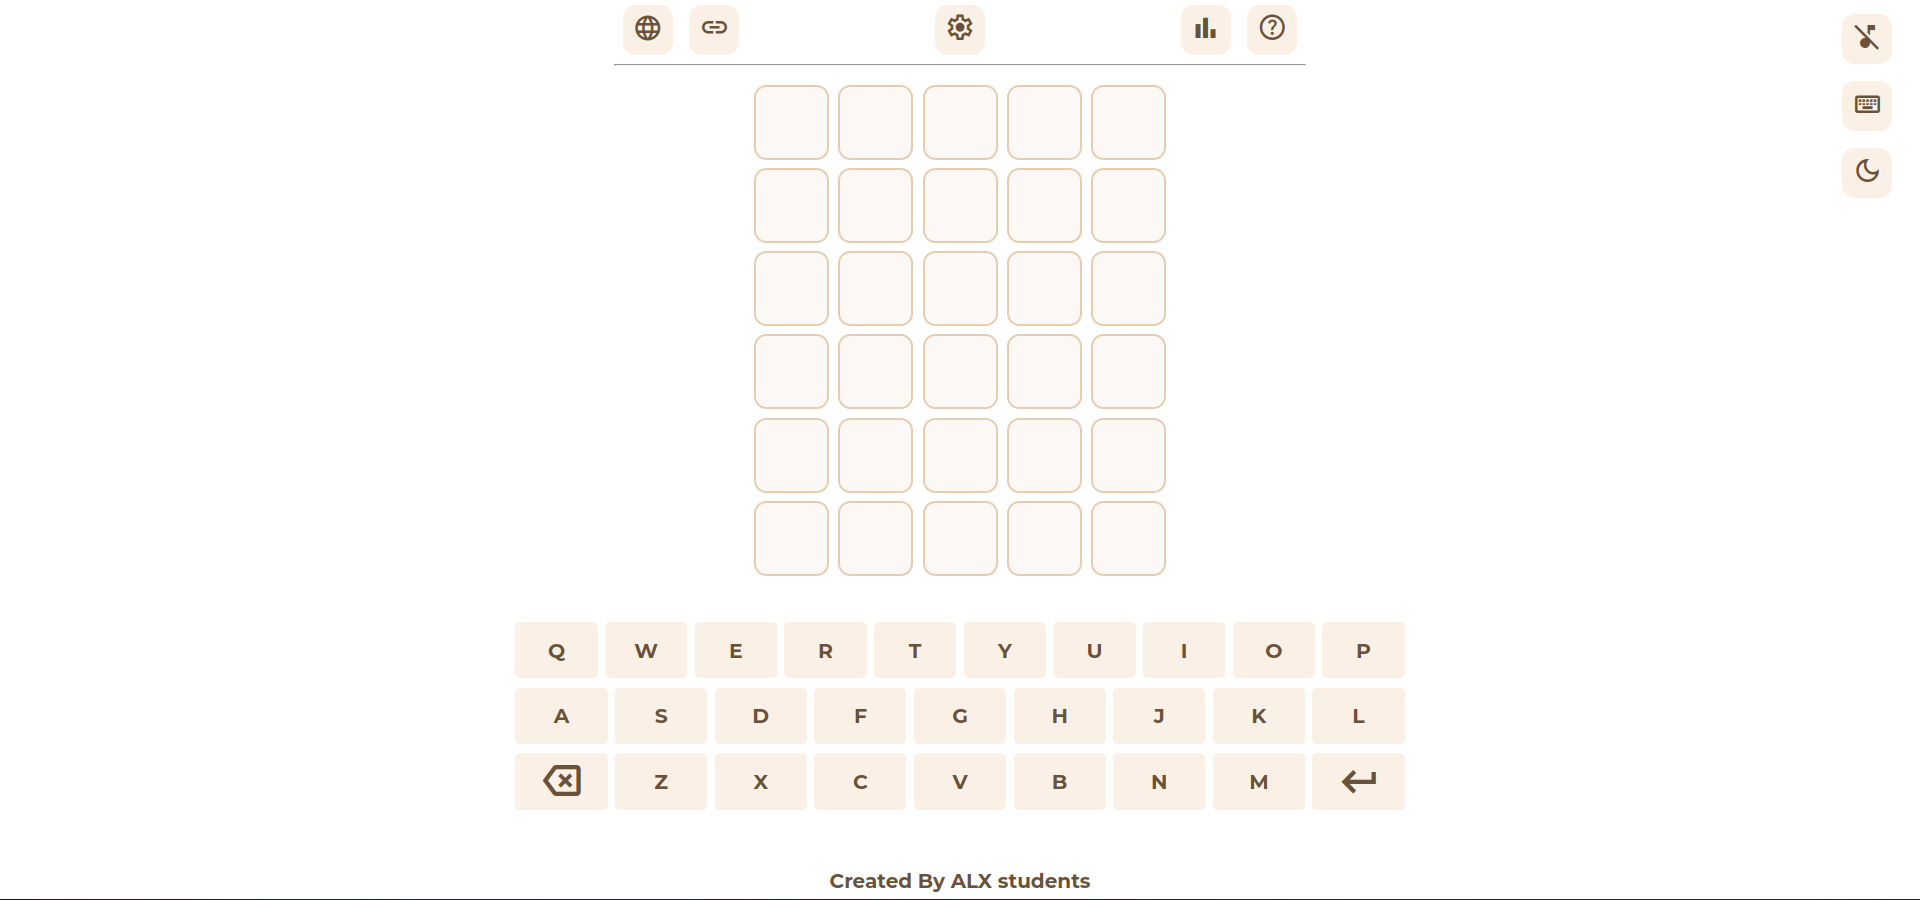 Q W E R T Y U I O P
A S D F G H J K L
Z X C V B N M
Created By ALX students